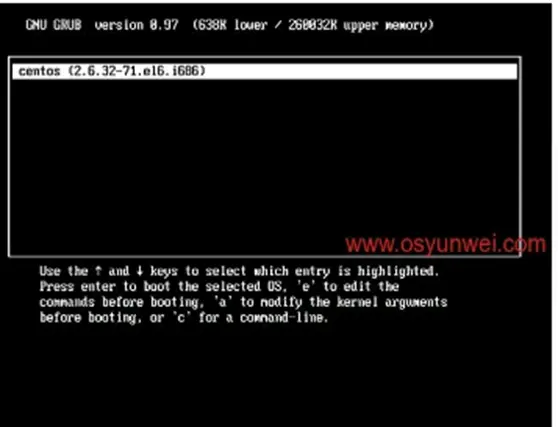 GNU GRUB  version 0.97  (638K lower / 260032K upper memory)
centos (2.6.32-71.el6.i686)
www.osyunwei.com
Use the ↑ and ↓ keys to select which entry is highlighted.
Press enter to boot the selected OS, 'e' to edit the
commands before booting, 'a' to modify the kernel arguments
before booting, or 'c' for a command-line.